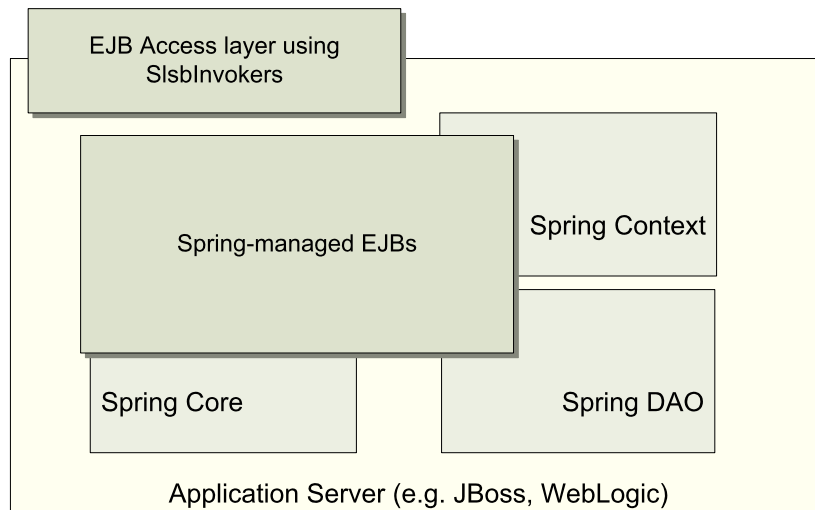 EJB Access layer using
SlsbInvokers
Spring-managed EJBs
Spring Context
Spring Core
Spring DAO
Application Server (e.g. JBoss, WebLogic)